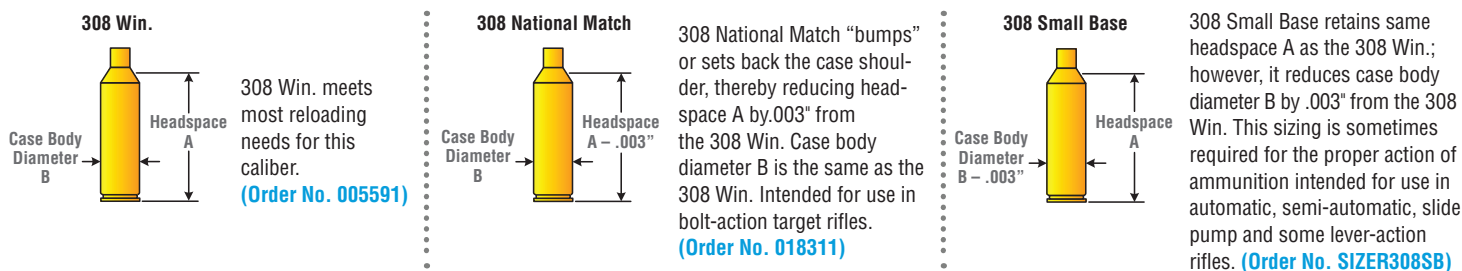 308 Win.
Case Body
Diameter
B
Headspace
A
308 Win. meets
most reloading
needs for this
caliber.
(Order No. 005591)
308 National Match
Case Body
Diameter
B
Headspace
A – .003”
308 National Match “bumps”
or sets back the case shoul-
der, thereby reducing head-
space A by.003" from
the 308 Win. Case body
diameter B is the same as the
308 Win. Intended for use in
bolt-action target rifles.
(Order No. 018311)
308 Small Base
Case Body
Diameter
B – .003”
Headspace
A
308 Small Base retains same
headspace A as the 308 Win.;
however, it reduces case body
diameter B by .003" from the 308
Win. This sizing is sometimes
required for the proper action of
ammunition intended for use in
automatic, semi-automatic, slide
pump and some lever-action
rifles. (Order No. SIZER308SB)